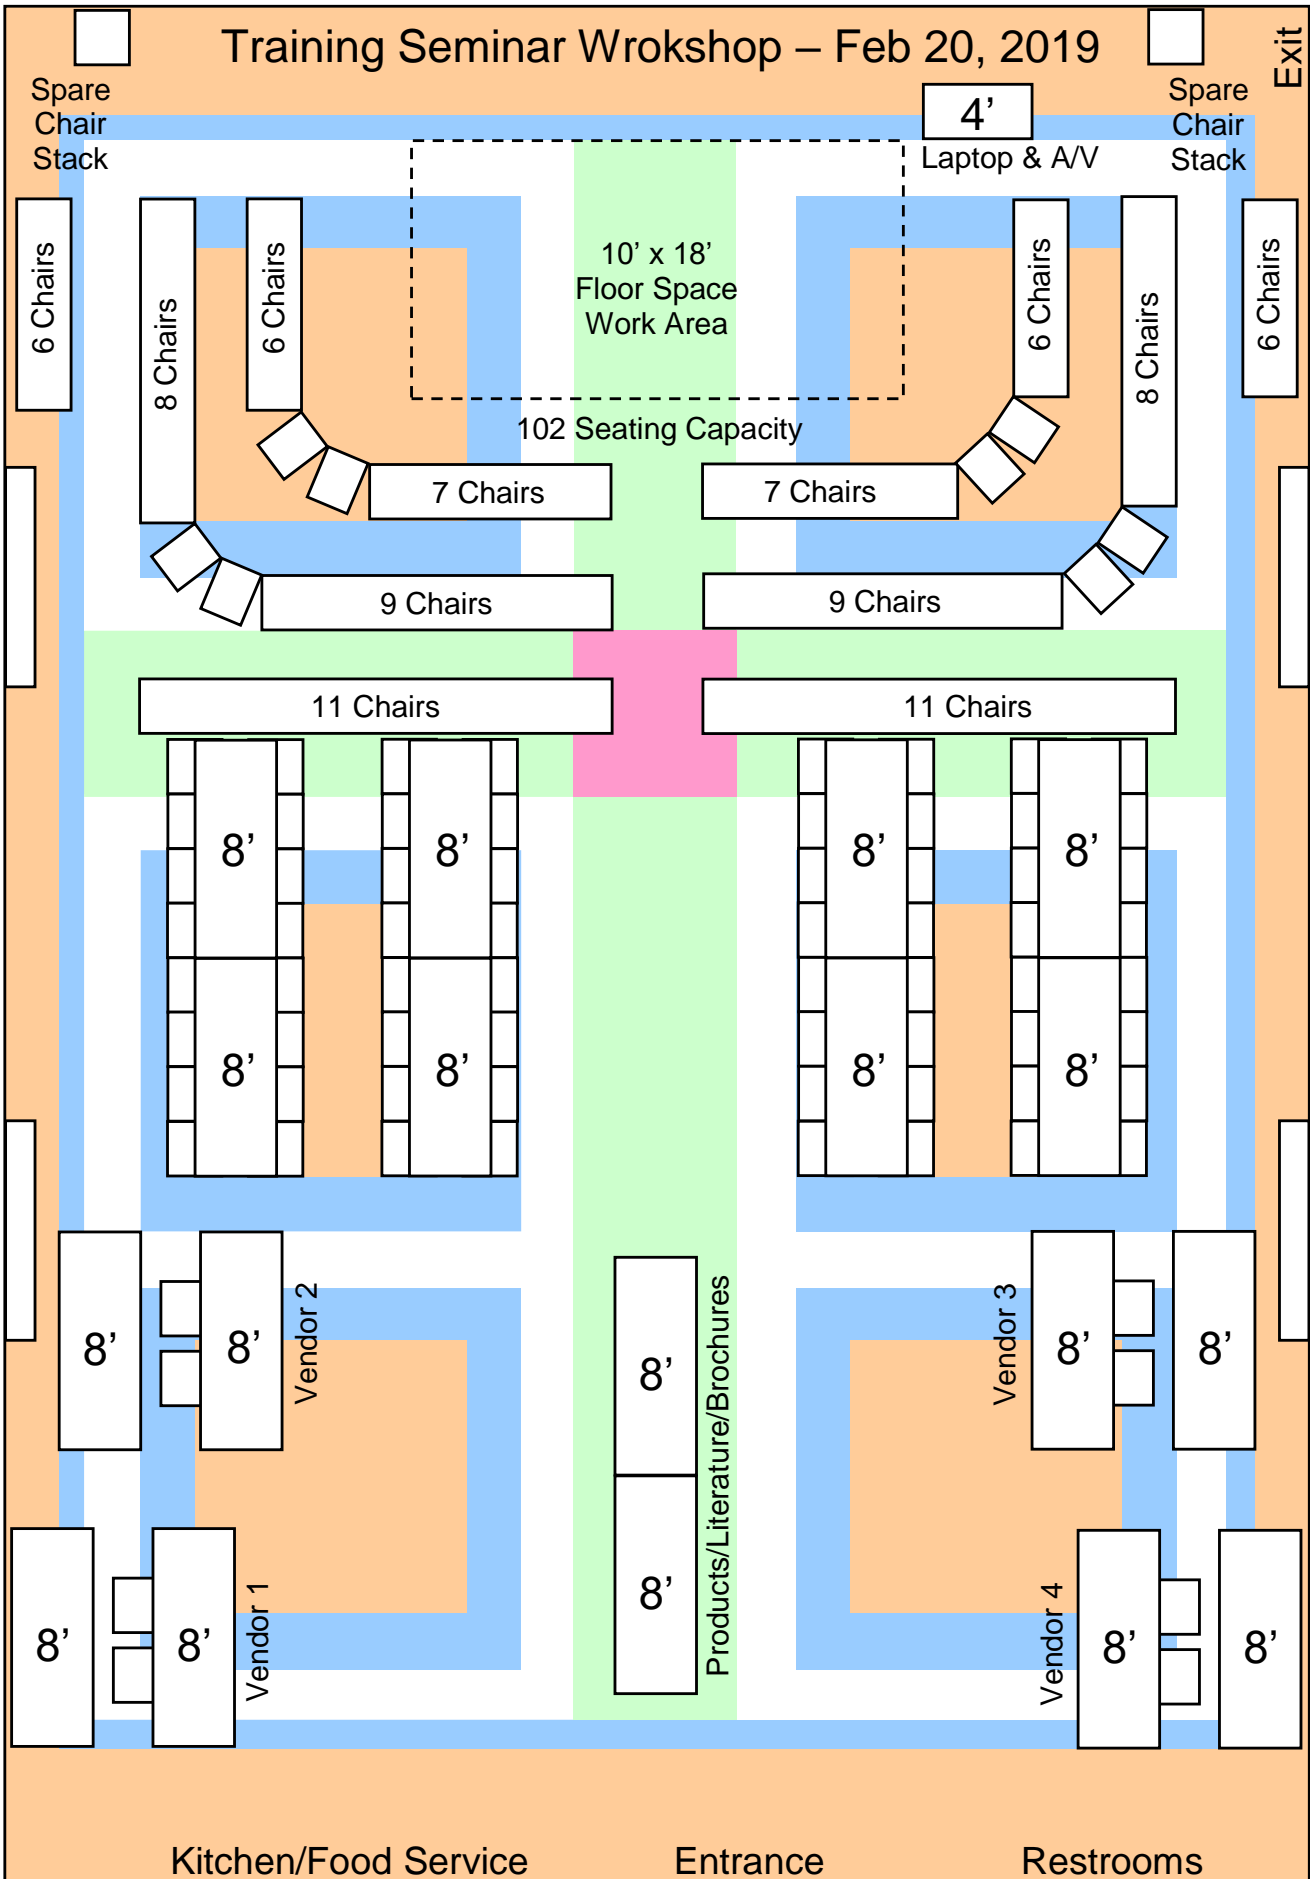 Training Seminar Wrokshop – Feb 20, 2019
Exit
Spare
Chair
Stack
4’
Laptop & A/V
Spare
Chair
Stack
6 Chairs
8 Chairs
6 Chairs
10’ x 18’
Floor Space
Work Area
6 Chairs
8 Chairs
6 Chairs
102 Seating Capacity
7 Chairs
7 Chairs
9 Chairs
9 Chairs
11 Chairs
11 Chairs
8’
8’
8’
8’
8’
8’
8’
8’
8’
8’
Vendor 2
8’
Products/Literature/Brochures
Vendor 3
8’
8’
8’
8’
Vendor 1
8’
Vendor 4
8’
8’
Kitchen/Food Service
Entrance
Restrooms